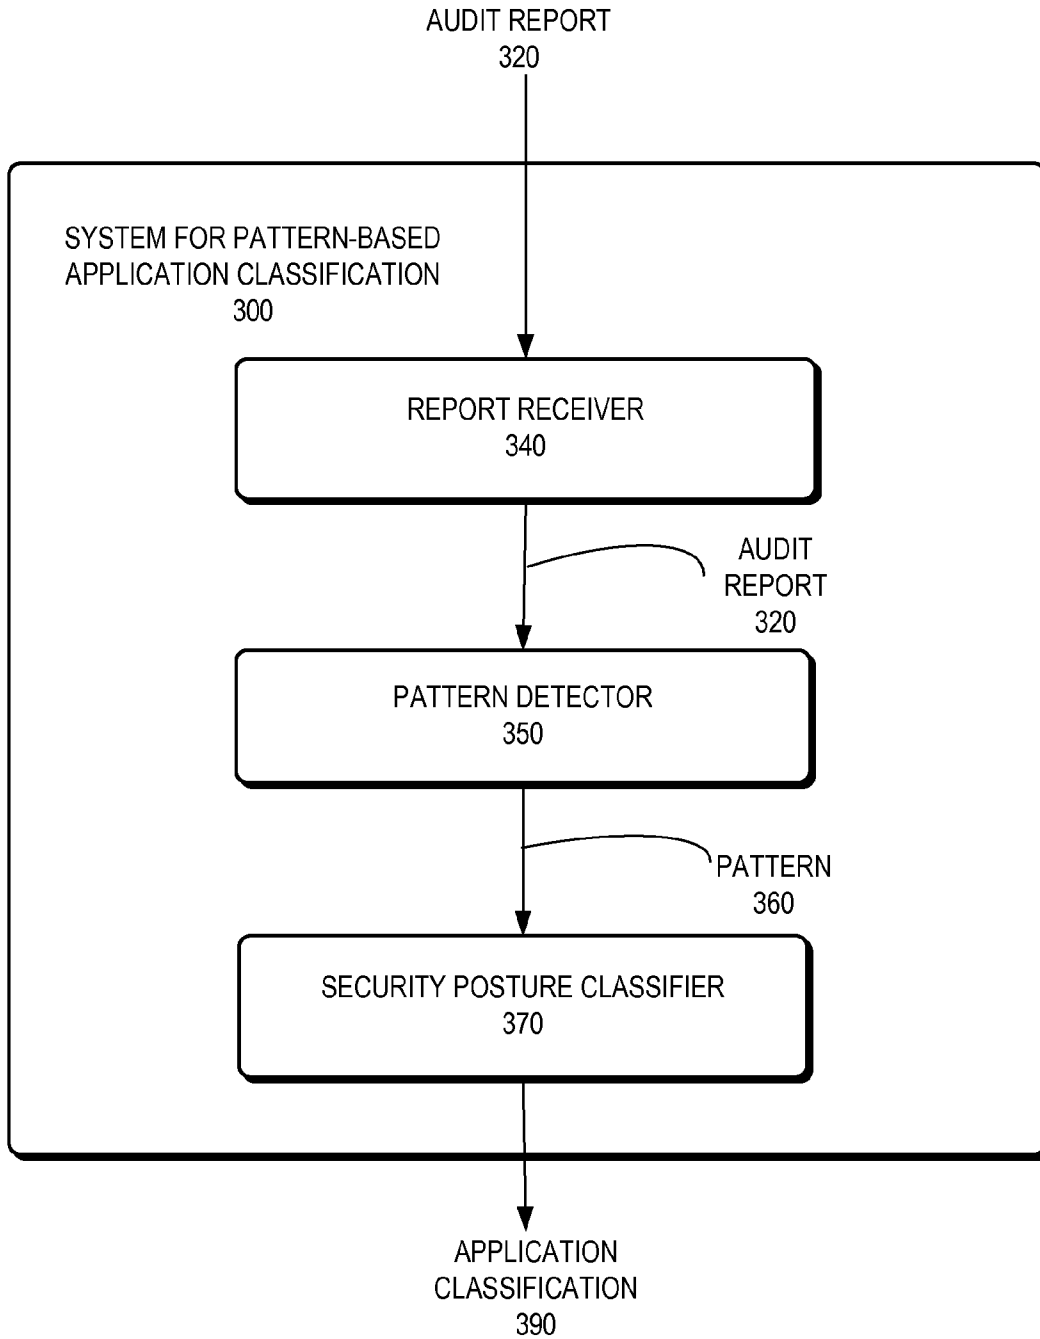 AUDIT REPORT
320
SYSTEM FOR PATTERN-BASED
APPLICATION CLASSIFICATION
300
REPORT RECEIVER
340
AUDIT
REPORT
320
PATTERN DETECTOR
350
PATTERN
360
SECURITY POSTURE CLASSIFIER
370
APPLICATION
CLASSIFICATION
390